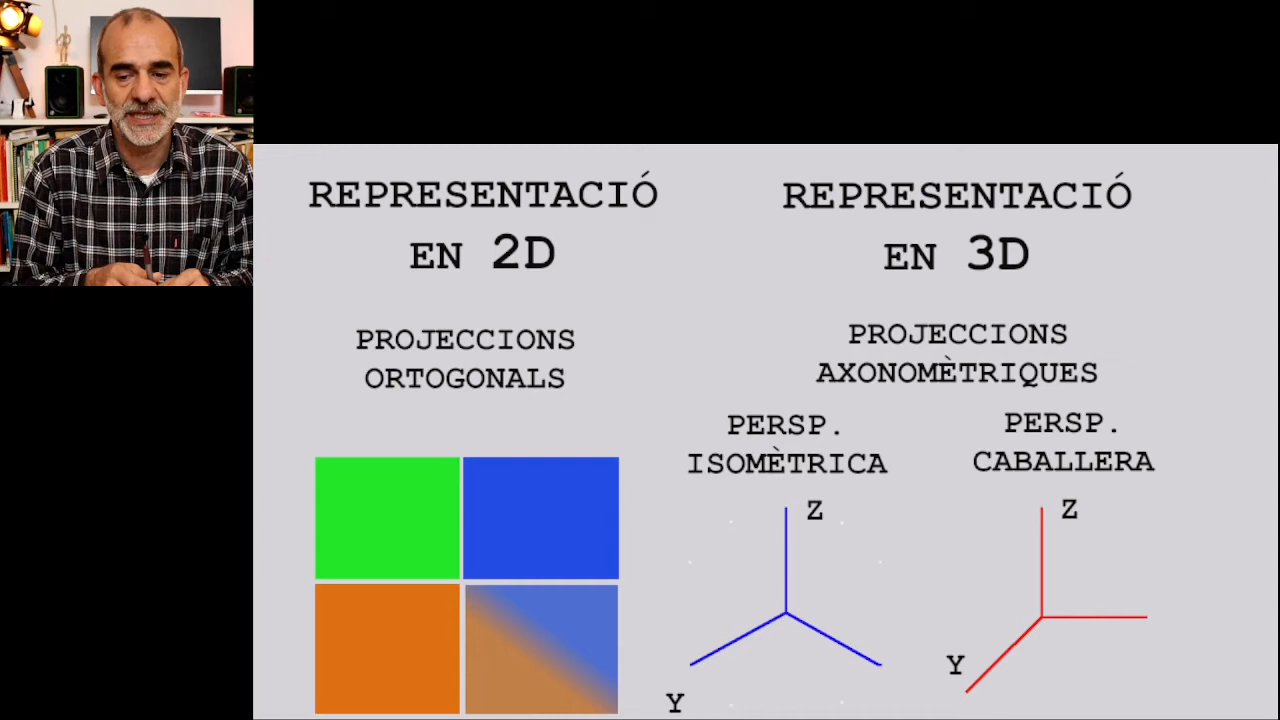 REPRESENTACIÓ
EN 2D
PROJECCIONS
ORTOGONALS
REPRESENTACIÓ
EN 3D
PROJECCIONS
AXONOMÈTRIQUES
PERSP.
ISOMÈTRICA
Z
Y
PERSP.
CABALLERA
Z
Y